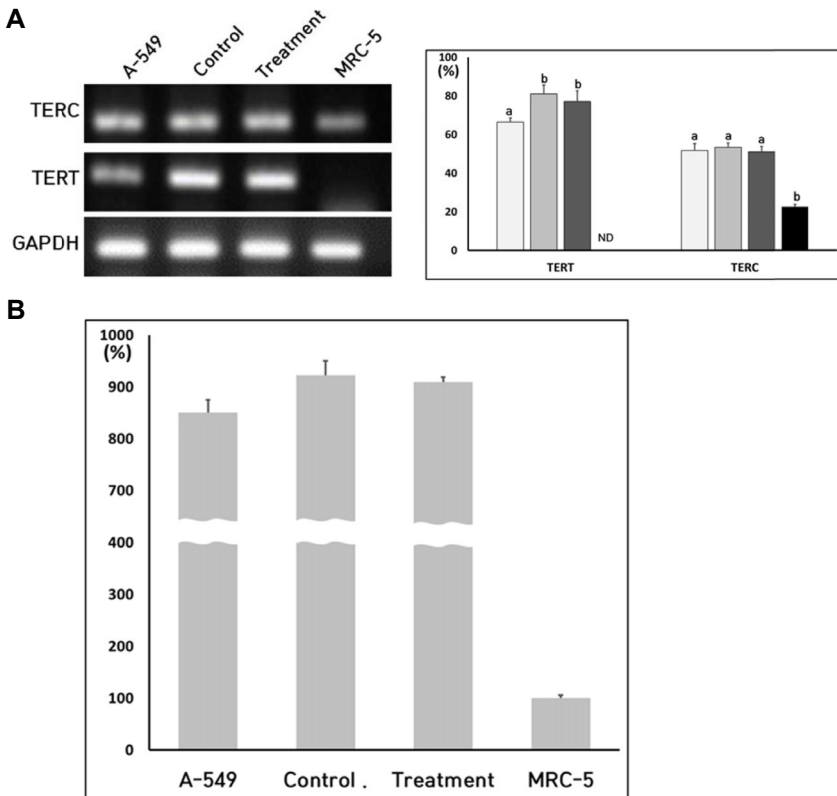 A
A-549
Control
Treatment
MRC-5
TERC
TERT
GAPDH
100
(%)
80
60
40
20
0
a
b
b
ND
a
a
a
b
TERT
TERC
B
1000
(%)
900
800
700
400
300
200
100
0
A-549
Control .
Treatment
MRC-5